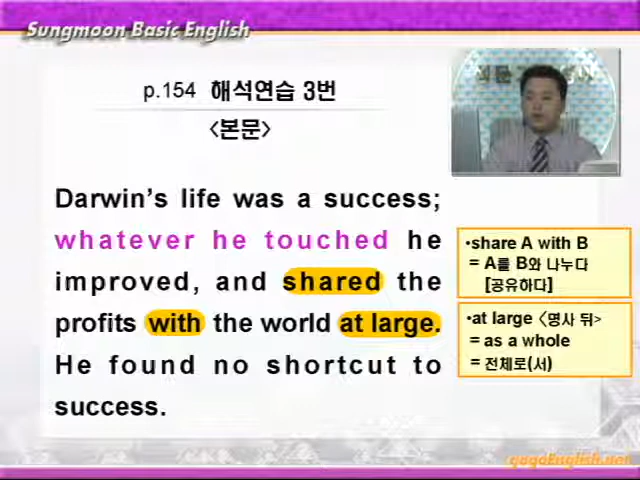 Sungmoon Basic English
p.154 해석연습 3번
<본문>
Darwin's life was a success;
whatever he touched he
improved, and shared the
profits with the world at large.
He found no shortcut to
success.
•share A with B
= A를 B와 나누다
[공유하다]
•at large <명사 뒤>
= as a whole
= 전체로(서)
gogoEnglish.net